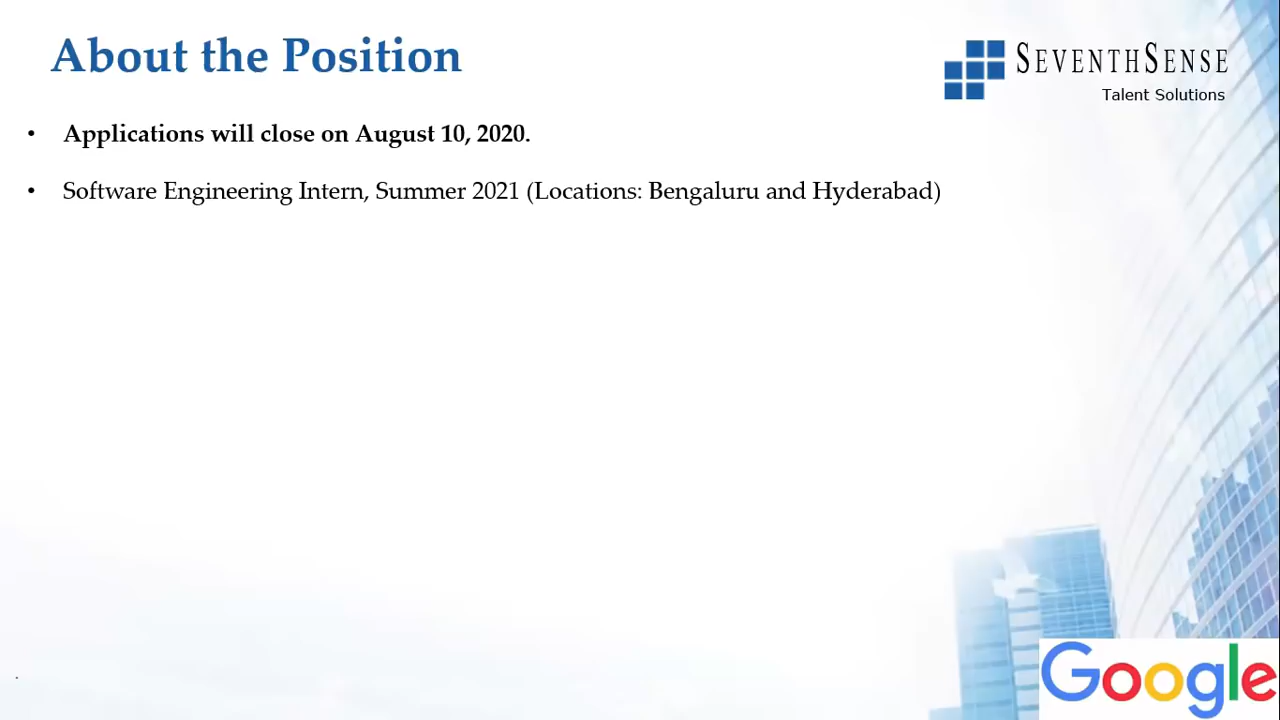 About the Position
SEVENTHSENSE
Talent Solutions
• Applications will close on August 10, 2020.
• Software Engineering Intern, Summer 2021 (Locations: Bengaluru and Hyderabad)
Google